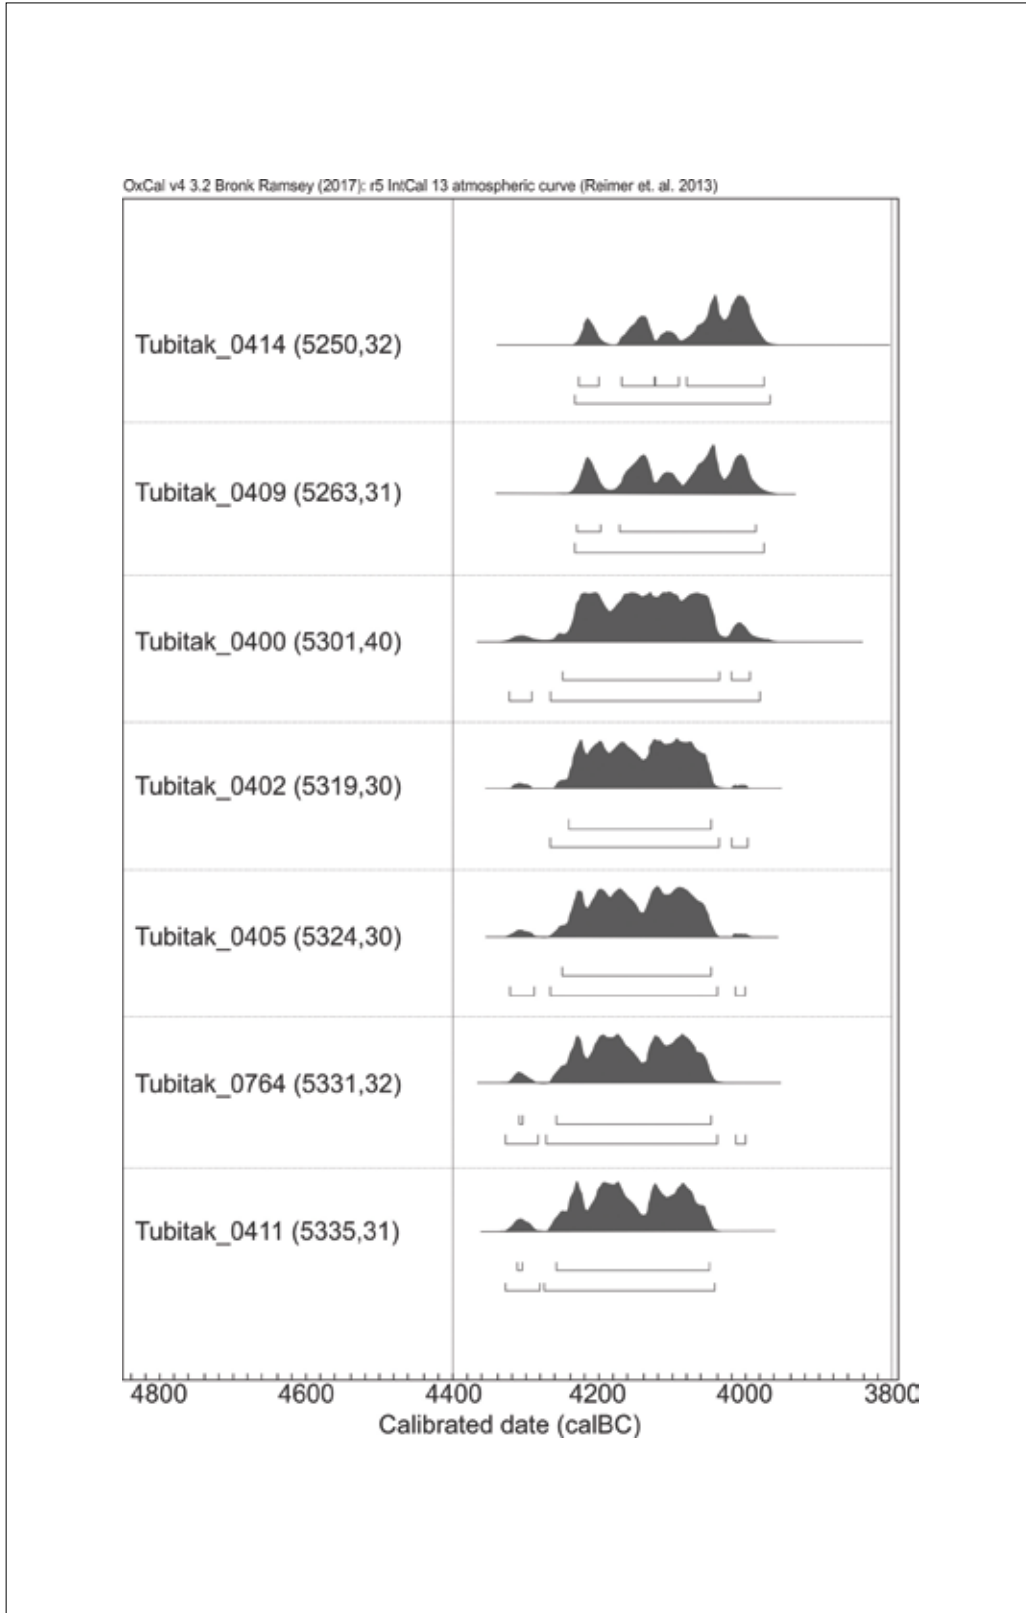 OxCal v4 3.2 Bronk Ramsey (2017): r5 IntCal 13 atmospheric curve (Reimer et. al. 2013)
Tubitak_0414 (5250,32)
Tubitak_0409 (5263,31)
Tubitak_0400 (5301,40)
Tubitak_0402 (5319,30)
Tubitak_0405 (5324,30)
Tubitak_0764 (5331,32)
Tubitak_0411 (5335,31)
4800 4600 4400 4200 4000 3800
Calibrated date (calBC)